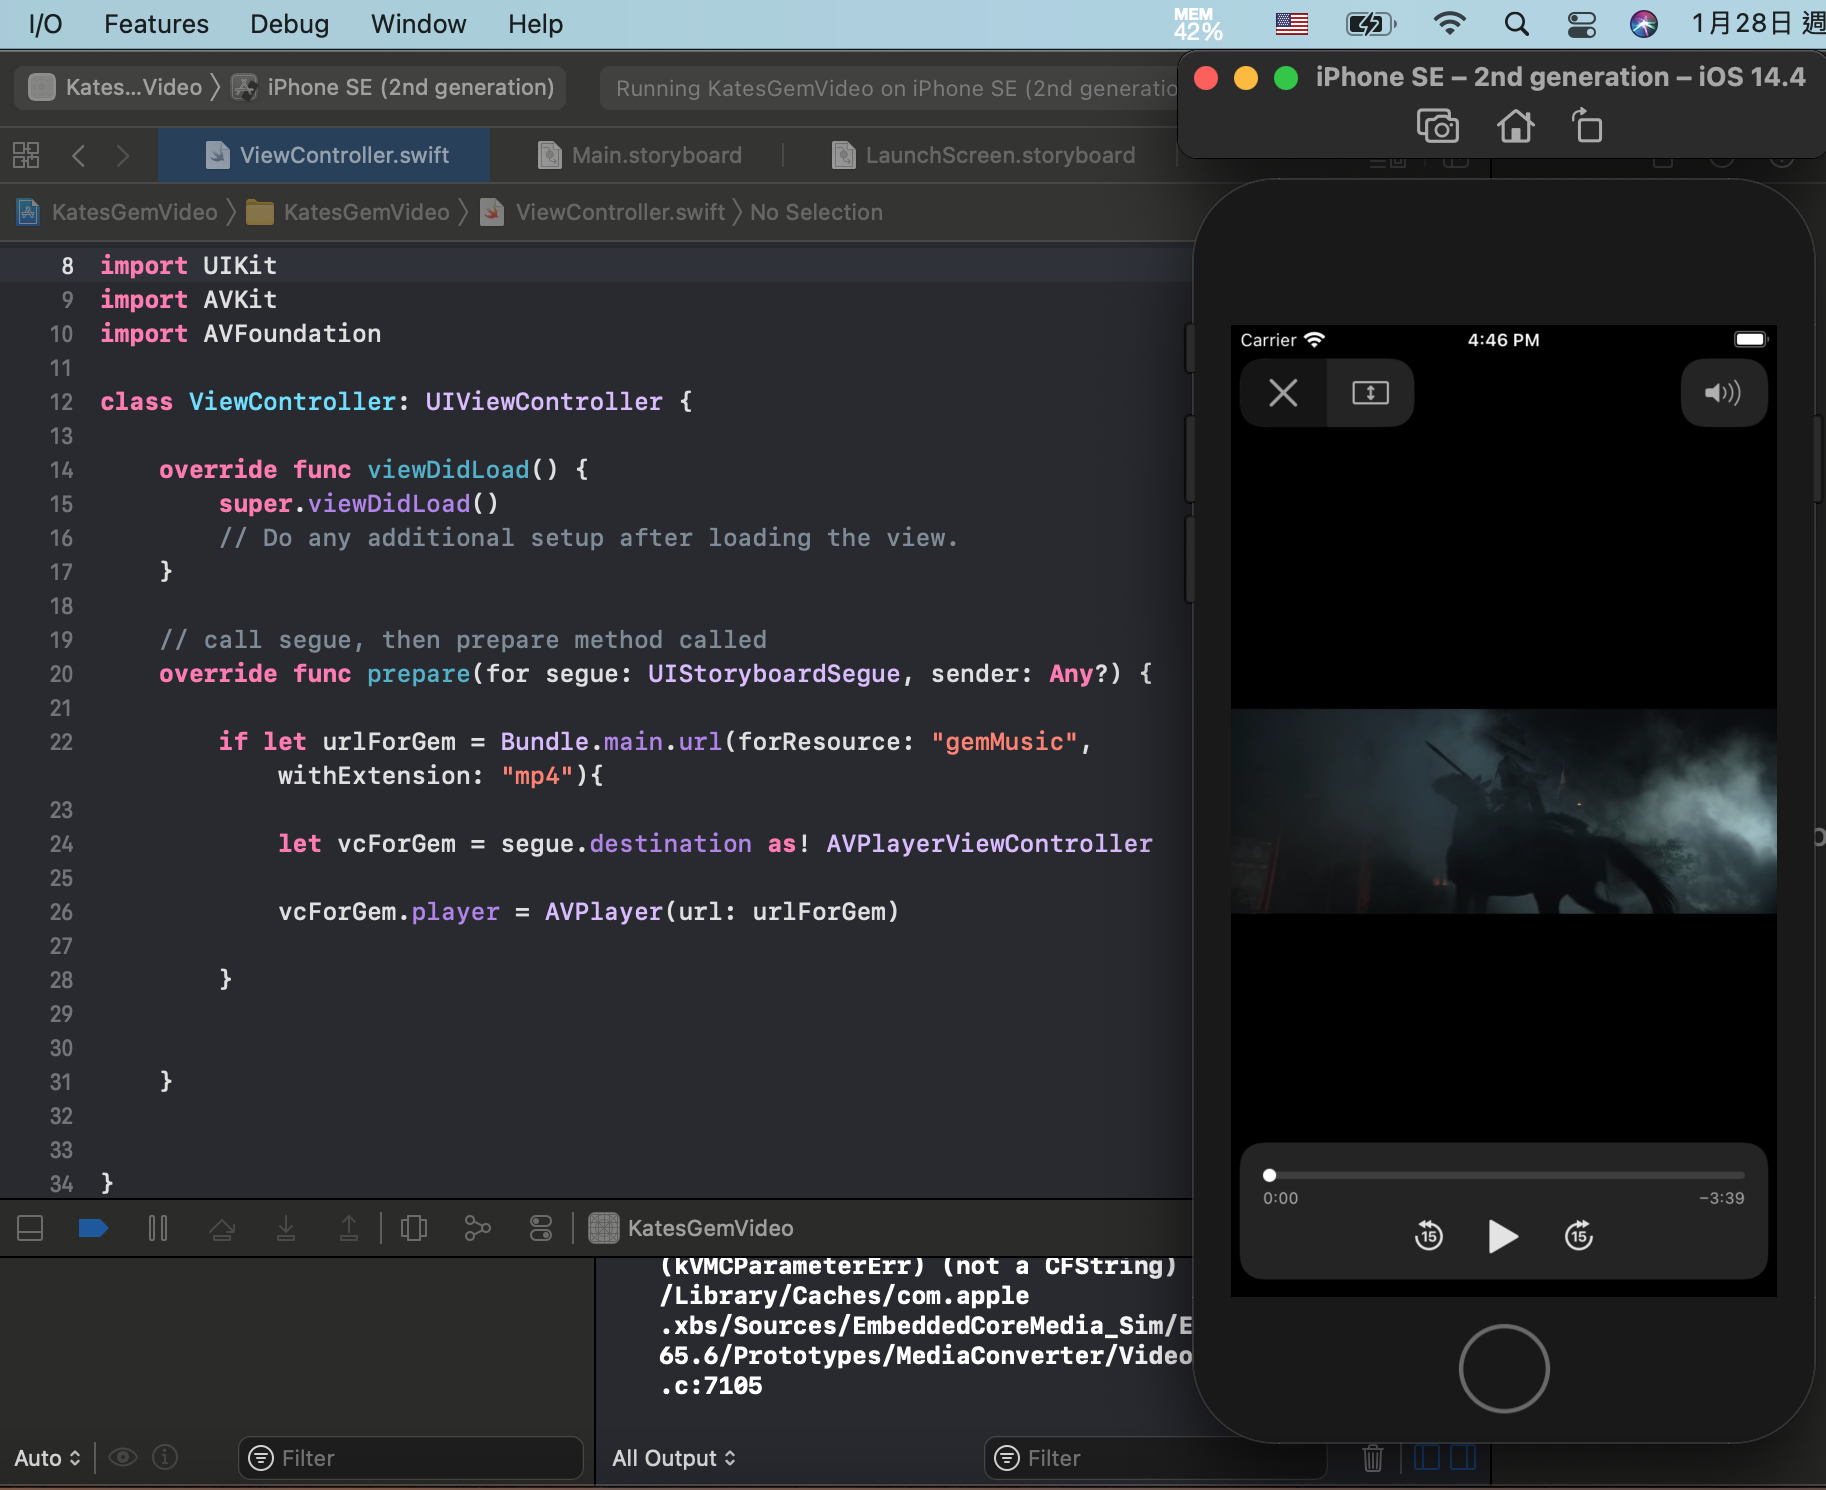 I/O Features Debug Window Help MEM 42% 1月28日 週
Kates...Video 〉 iPhone SE (2nd generation) Running KatesGemVideo on iPhone SE (2nd generatio
iPhone SE – 2nd generation – iOS 14.4
ViewController.swift Main.storyboard LaunchScreen.storyboard
KatesGemVideo 〉 KatesGemVideo 〉 ViewController.swift 〉 No Selection
8 import UIKit
9 import AVKit
10 import AVFoundation
11
12 class ViewController: UIViewController {
13
14 override func viewDidLoad() {
15 super.viewDidLoad()
16 // Do any additional setup after loading the view.
17 }
18
19 // call segue, then prepare method called
20 override func prepare(for segue: UIStoryboardSegue, sender: Any?) {
21
22 if let urlForGem = Bundle.main.url(forResource: "gemMusic",
withExtension: "mp4"){
23
24 let vcForGem = segue.destination as! AVPlayerViewController
25
26 vcForGem.player = AVPlayer(url: urlForGem)
27
28 }
29
30
31 }
32
33
34 }
KatesGemVideo
(kVMCParameterErr) (not a CFString)
/Library/Caches/com.apple
.xbs/Sources/EmbeddedCoreMedia_Sim/E
65.6/Prototypes/MediaConverter/Video
.c:7105
Auto Filter All Output Filter
Carrier 4:46 PM
0:00 −3:39
15 15